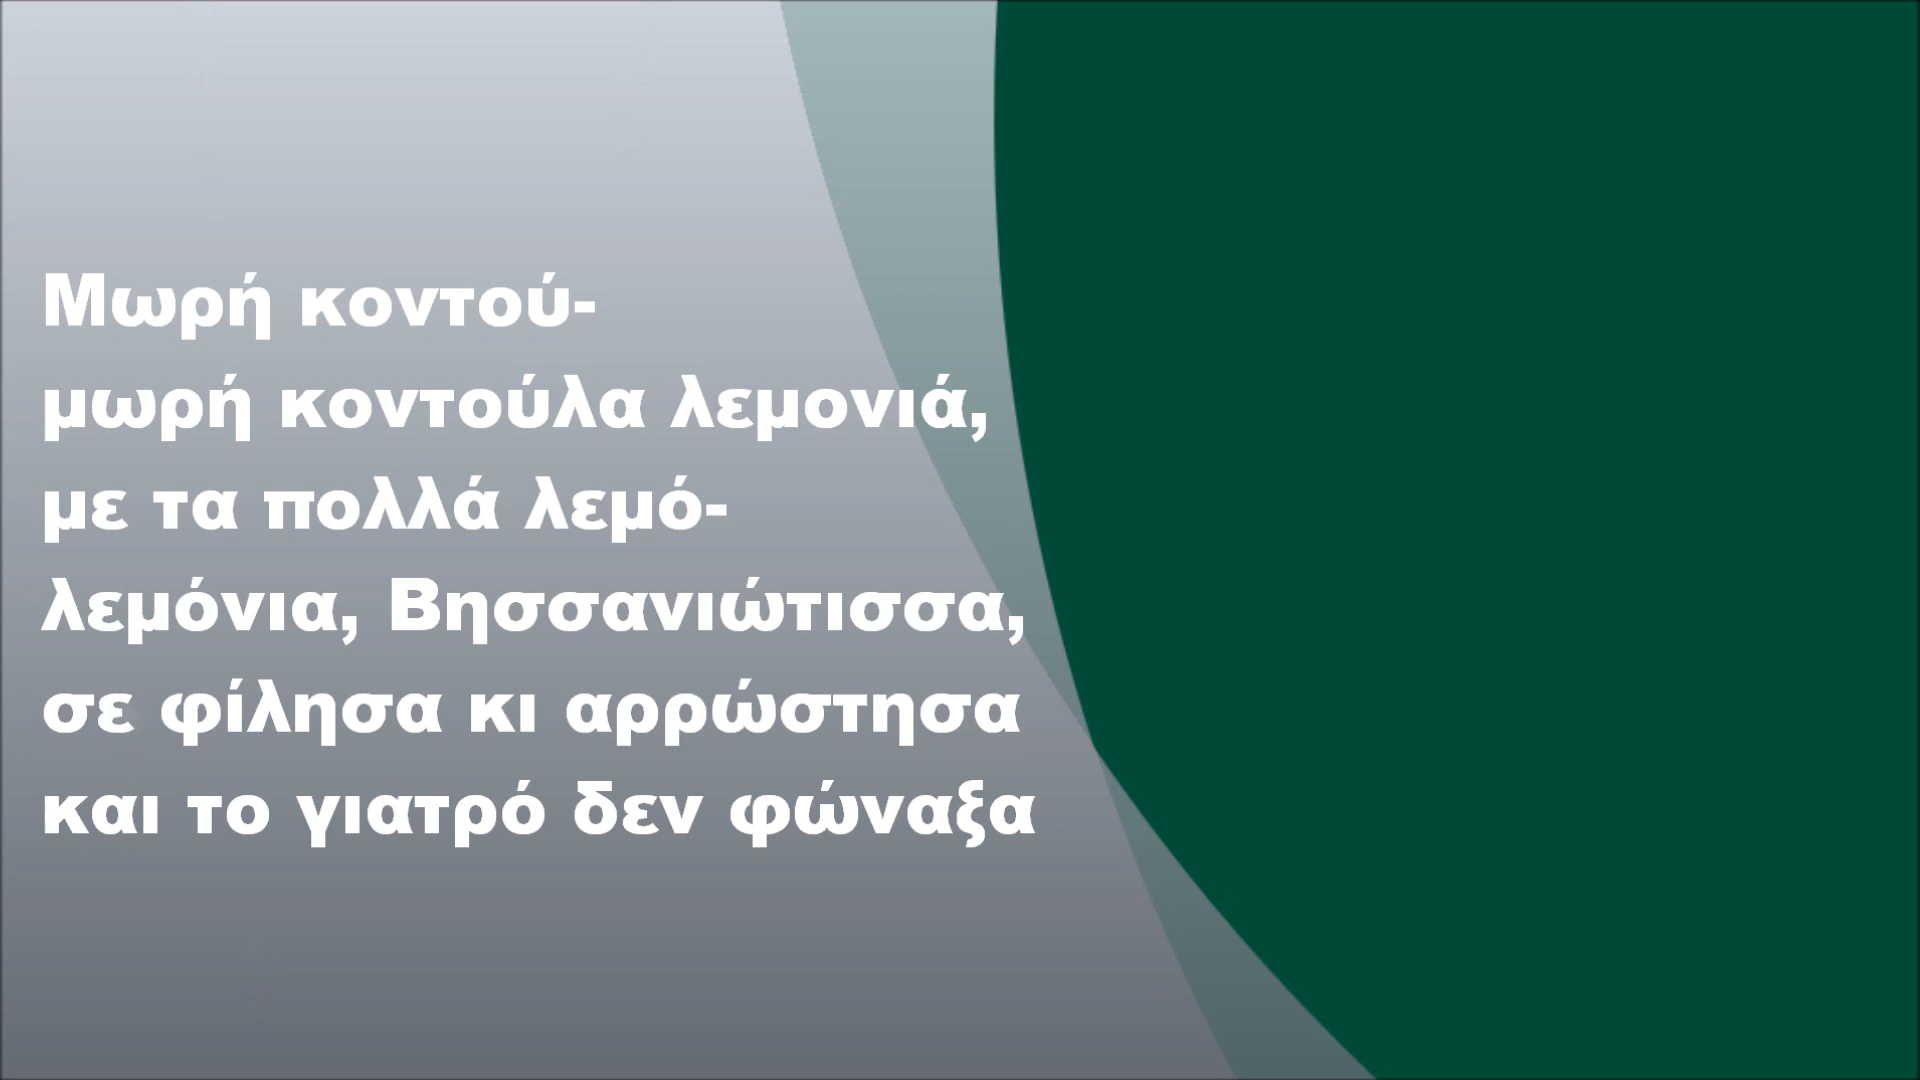 Μωρή κοντού-
μωρή κοντούλα λεμονιά,
με τα πολλά λεμό-
λεμόνια, Βησσανιώτισσα,
σε φίλησα κι αρρώστησα
και το γιατρό δεν φώναξα